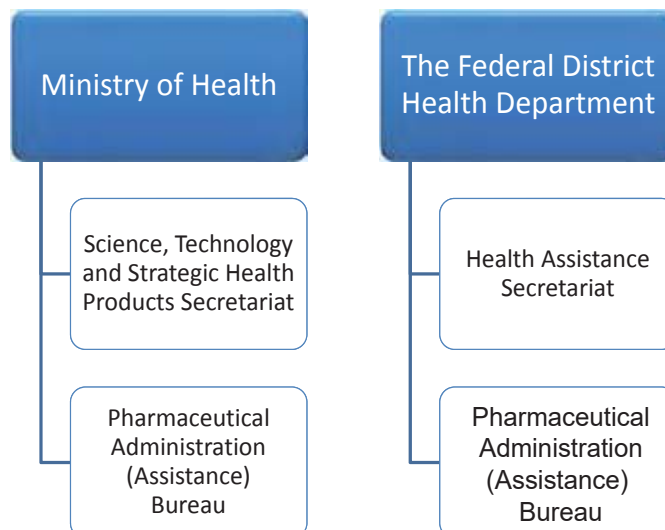 Ministry of Health
Science, Technology
and Strategic Health
Products Secretariat
Pharmaceutical
Administration
(Assistance)
Bureau
The Federal District
Health Department
Health Assistance
Secretariat
Pharmaceutical
Administration
(Assistance)
Bureau